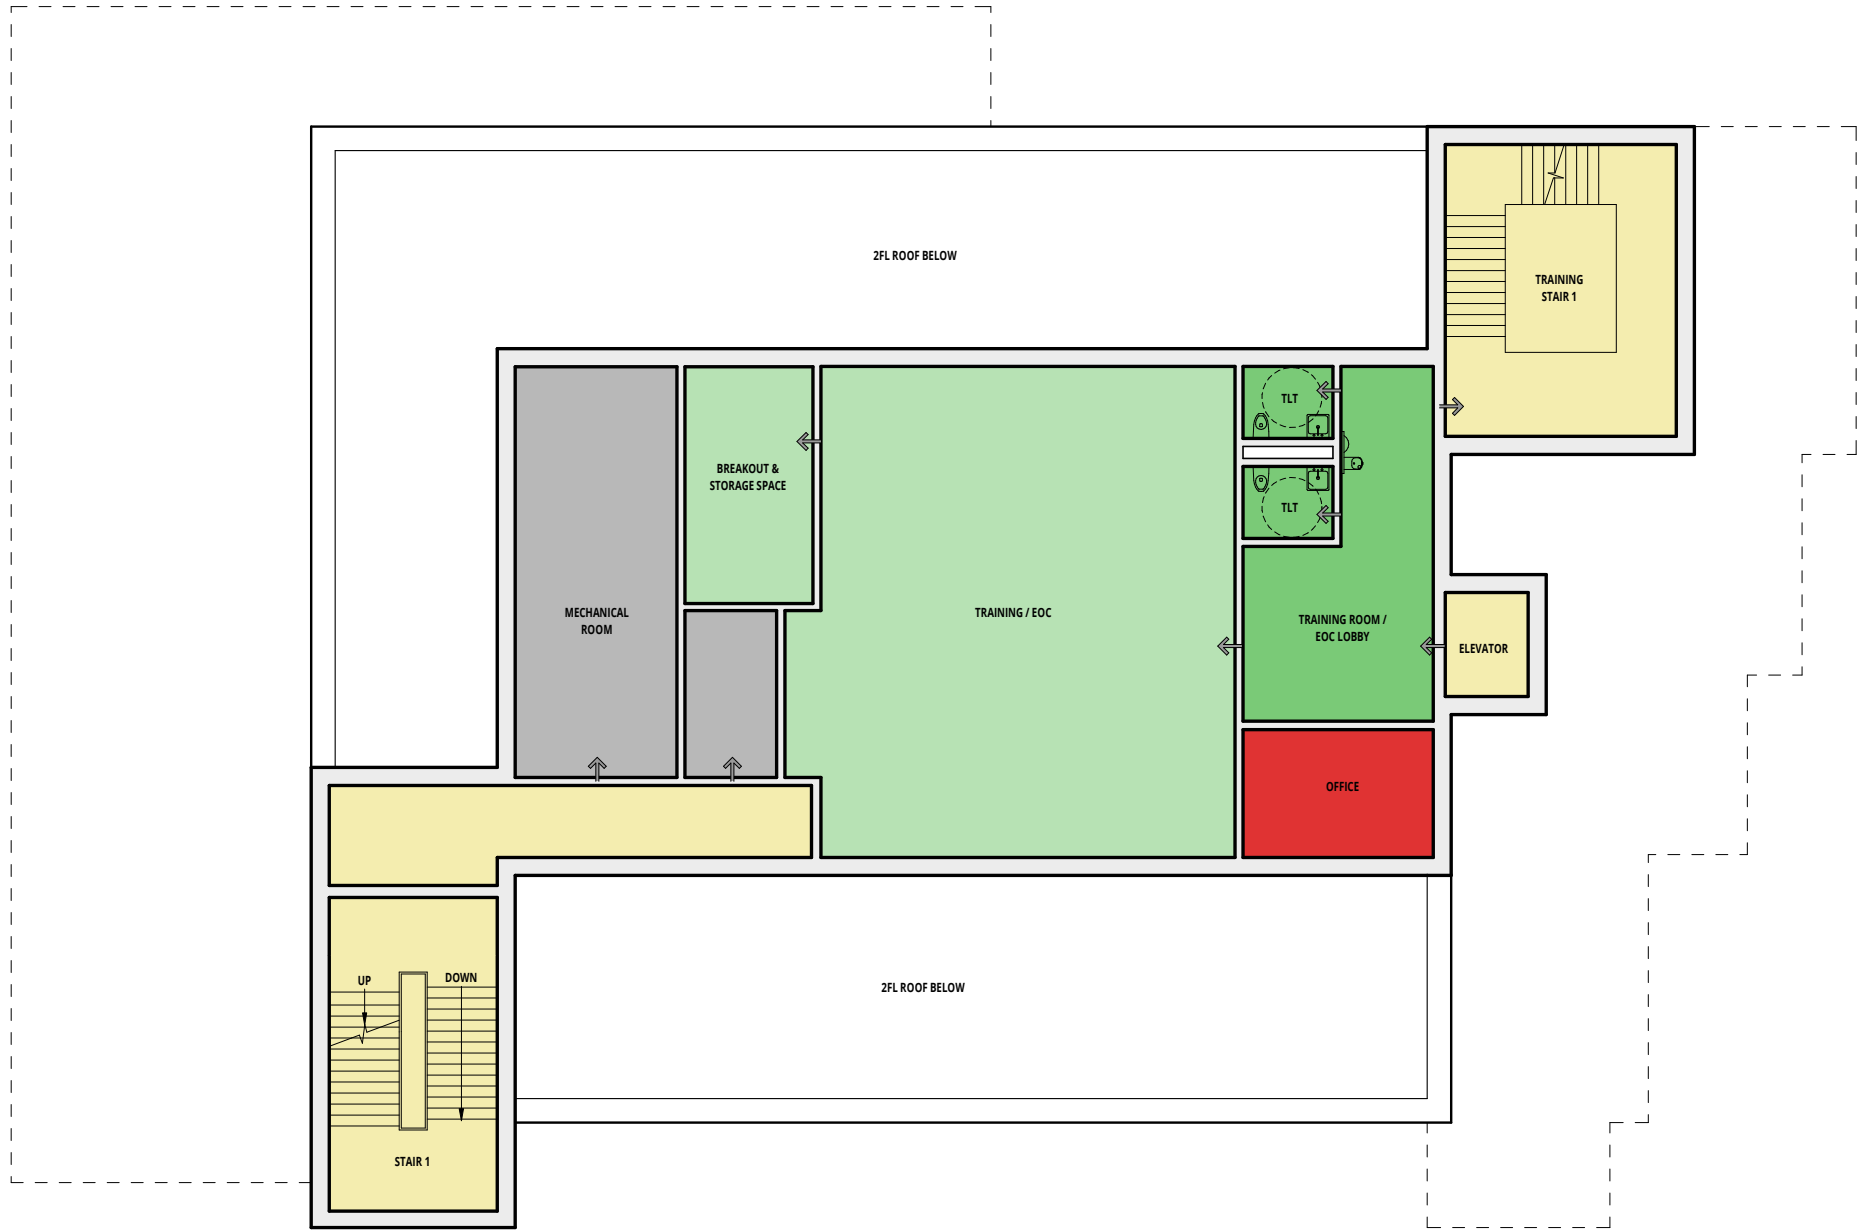 2FL ROOF BELOW
TRAINING
STAIR 1
TLT
BREAKOUT &
STORAGE SPACE
TLT
MECHANICAL
ROOM
TRAINING / EOC
TRAINING ROOM /
EOC LOBBY
ELEVATOR
OFFICE
UP
DOWN
2FL ROOF BELOW
STAIR 1